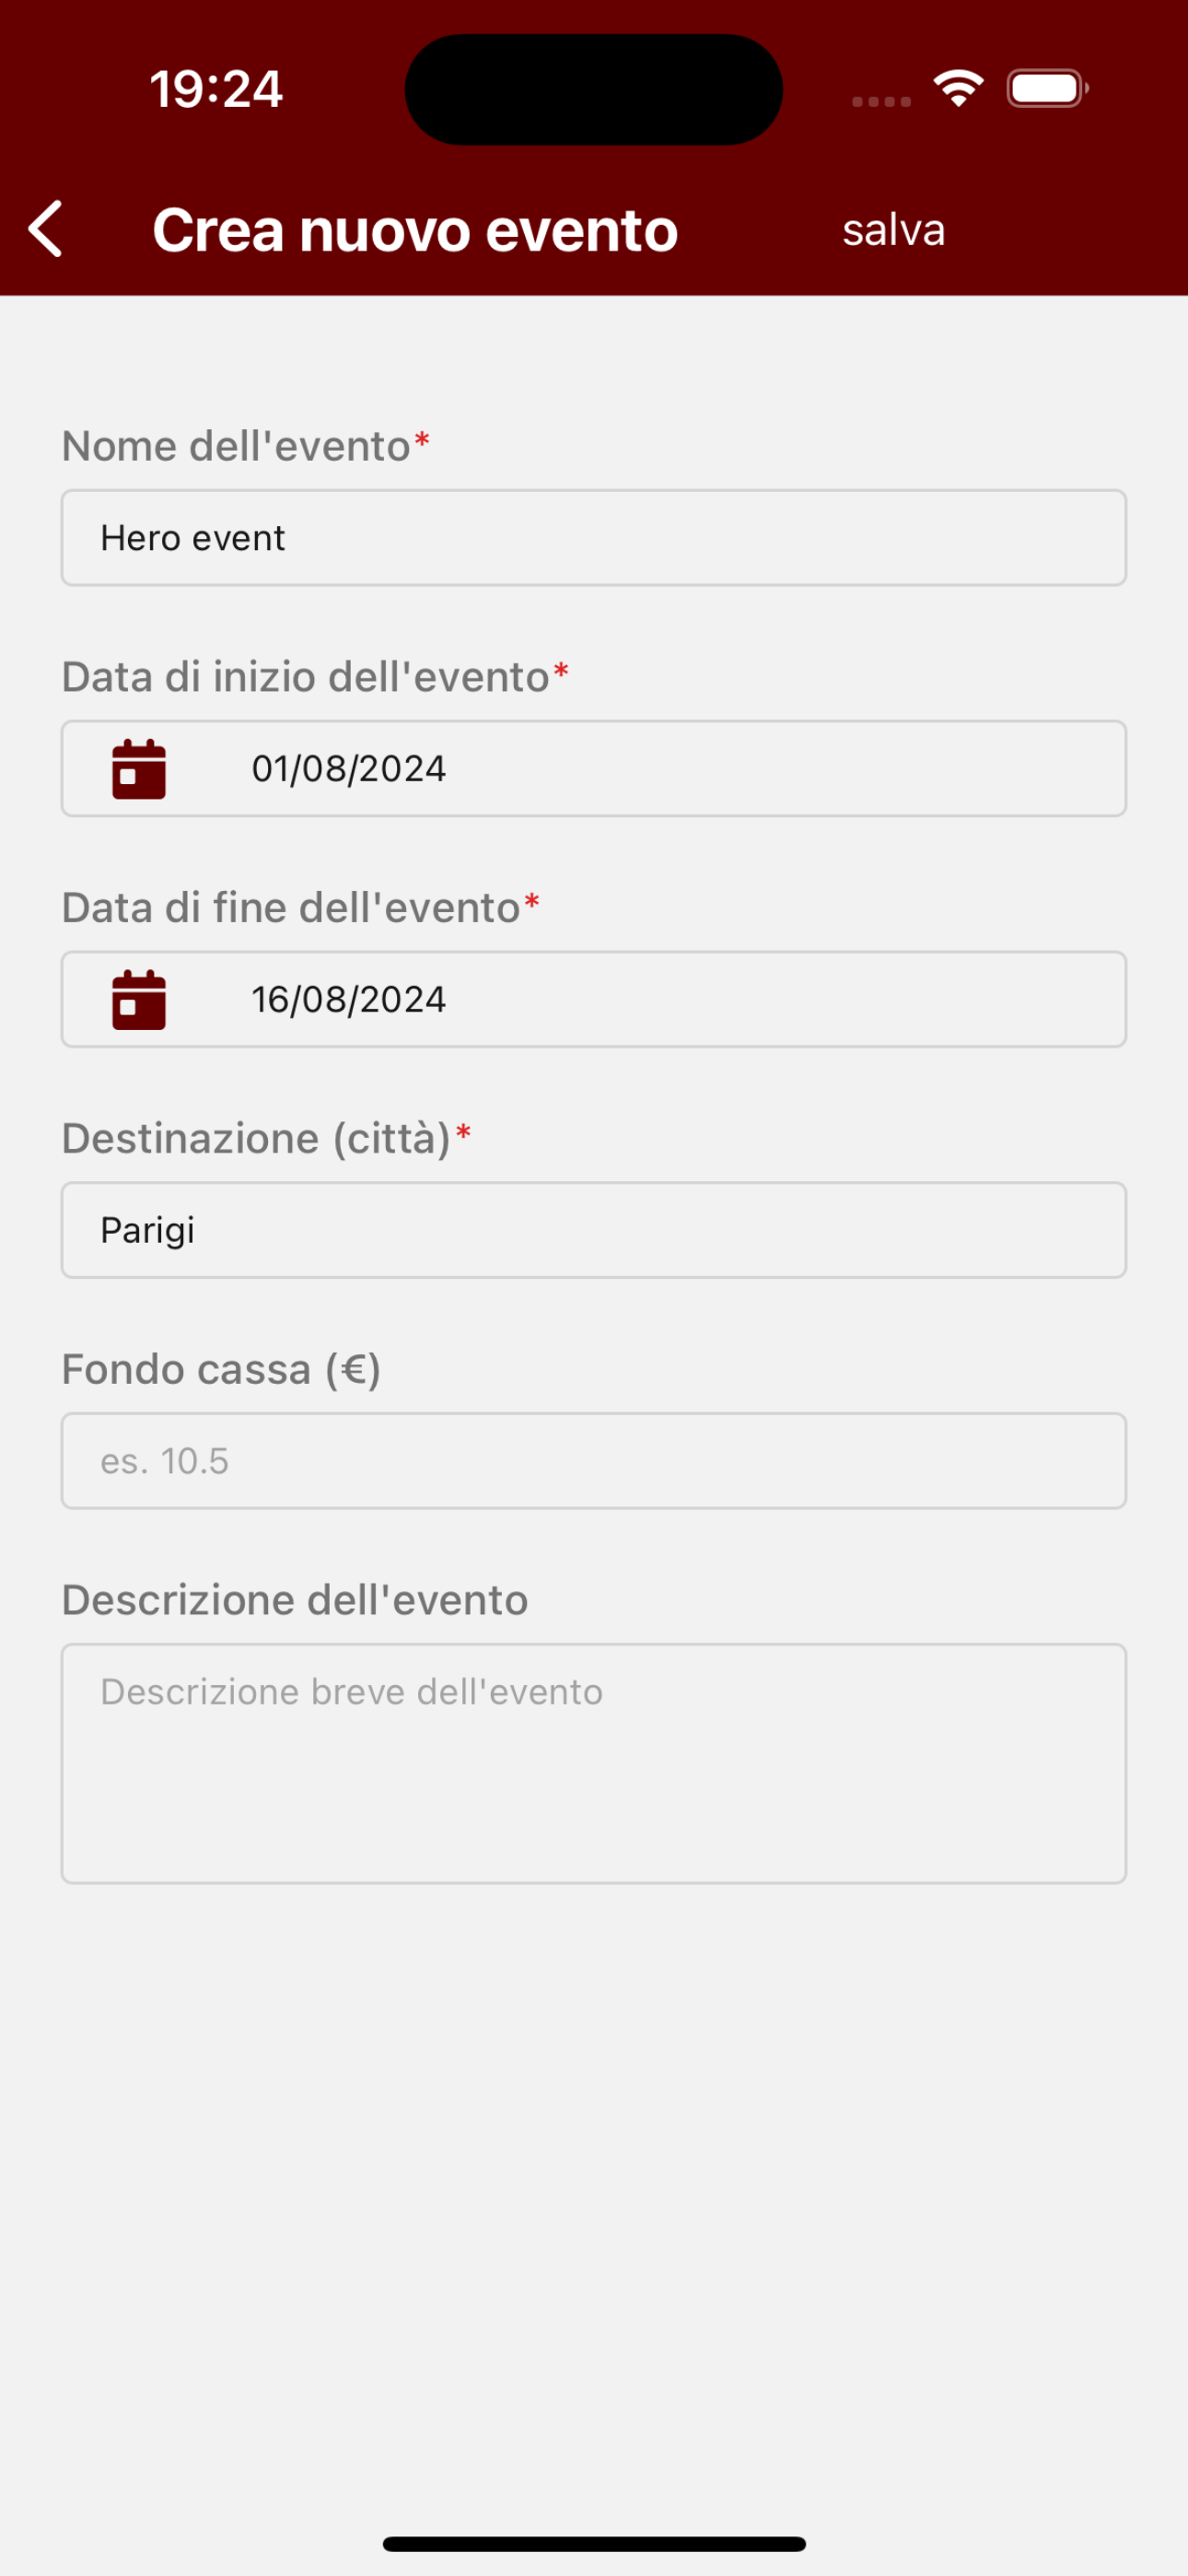 19:24
Crea nuovo evento
salva
Nome dell'evento*
Hero event
Data di inizio dell'evento*
01/08/2024
Data di fine dell'evento*
16/08/2024
Destinazione (città)*
Parigi
Fondo cassa (€)
es. 10.5
Descrizione dell'evento
Descrizione breve dell'evento